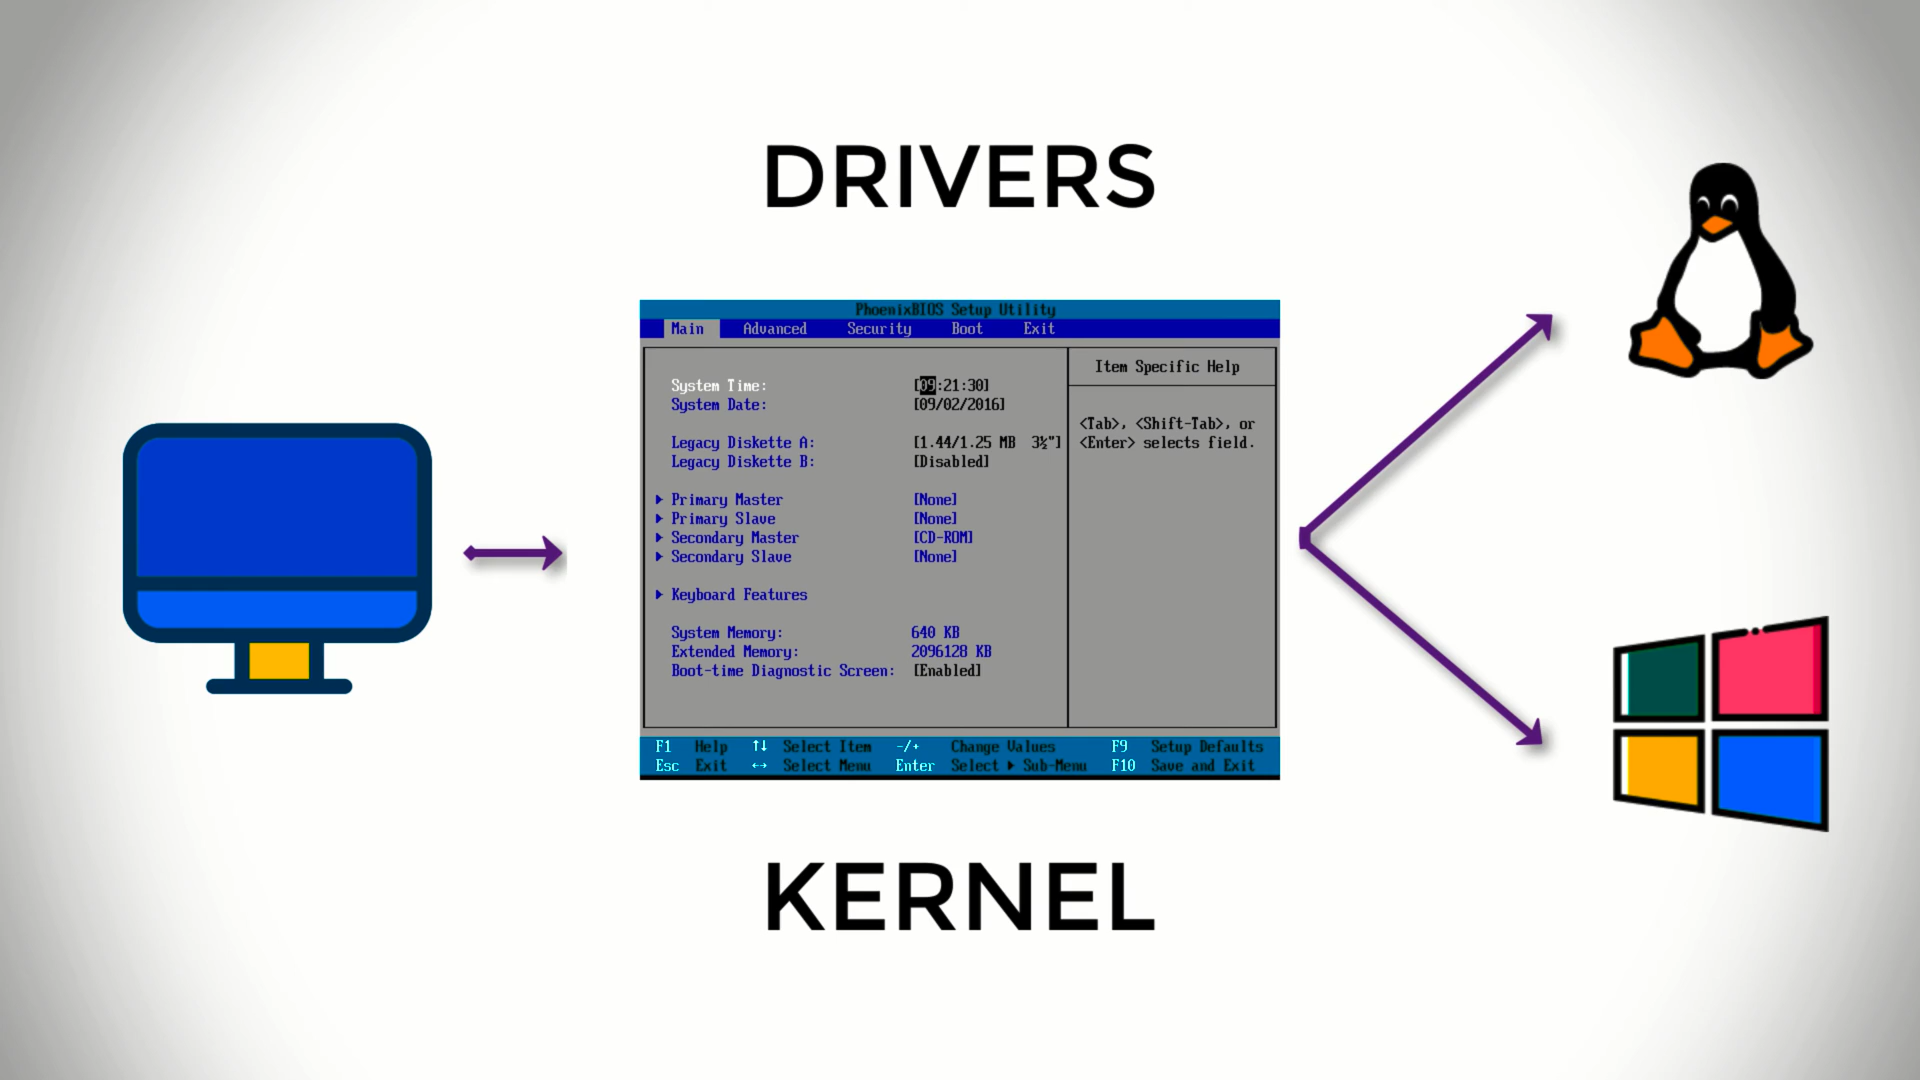 DRIVERS
PhoenixBIOS Setup Utility
Main Advanced Security Boot Exit
Item Specific Help
System Time: [09:21:30]
System Date: [09/02/2016]
<Tab>, <Shift-Tab>, or
<Enter> selects field.
Legacy Diskette A: [1.44/1.25 MB 3½"]
Legacy Diskette B: [Disabled]
Primary Master [None]
Primary Slave [None]
Secondary Master [CD-ROM]
Secondary Slave [None]
Keyboard Features
System Memory: 640 KB
Extended Memory: 2096128 KB
Boot-time Diagnostic Screen: [Enabled]
F1 Help ↑↓ Select Item -/+ Change Values F9 Setup Defaults
Esc Exit ↔ Select Menu Enter Select ▶ Sub-Menu F10 Save and Exit
KERNEL